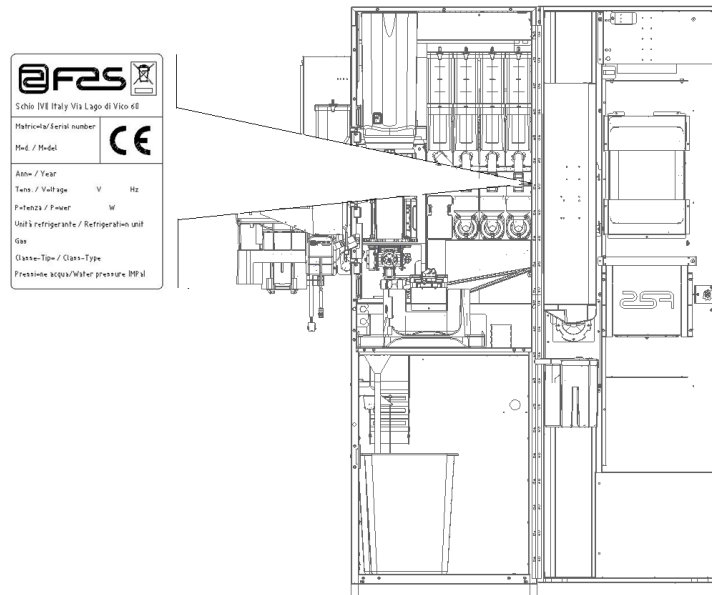 FAS
Schio (VI) Italy Via Lago di Vico 60
Matricola/Serial number
Mod. / Model
CE
Anno / Year
Tens. / Voltage V Hz
Potenza / Power W
Unità refrigerante / Refrigeration unit
Gas
Classe-Tipo / Class-Type
Pressione acqua/Water pressure (MPa)
FAS
FAS